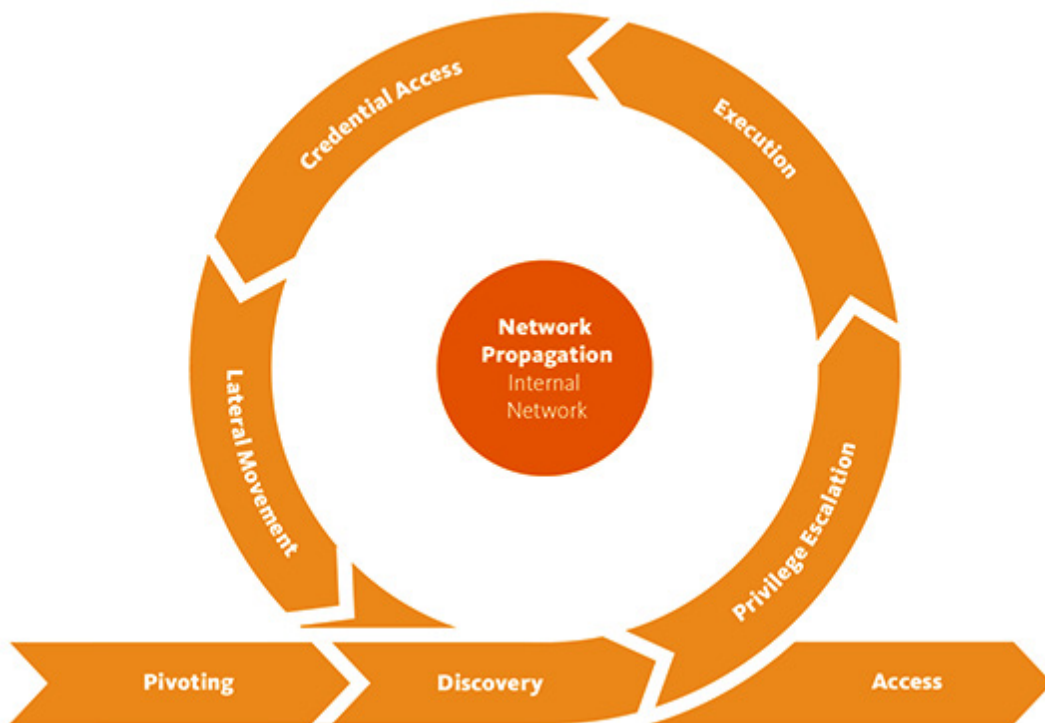 Credential Access
Execution
Network
Propagation
Internal
Network
Lateral Movement
Privilege Escalation
Pivoting
Discovery
Access